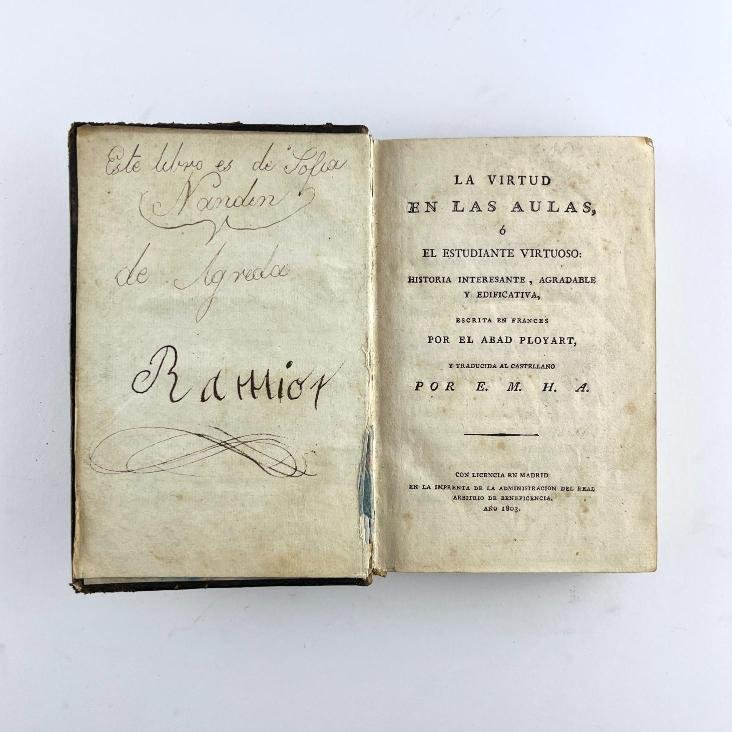 Este libro es de Sofia
Nandin
de Agreda
LA VIRTUD
EN LAS AULAS,
ó
EL ESTUDIANTE VIRTUOSO:
HISTORIA INTERESANTE, AGRADABLE
Y EDIFICATIVA,
ESCRITA EN FRANCES
POR EL ABAD PLOYART,
Y TRADUCIDA AL CASTELLANO
POR E. M. H. A.
CON LICENCIA EN MADRID
EN LA IMPRENTA DE LA ADMINISTRACION DEL REAL
ARBITRIO DE BENEFICENCIA.
AÑO 1803.